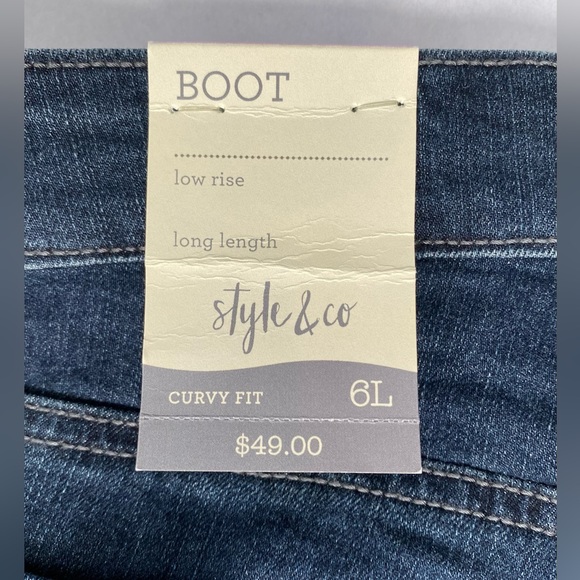 BOOT
low rise
long length
style & co
CURVY FIT 6L
$49.00